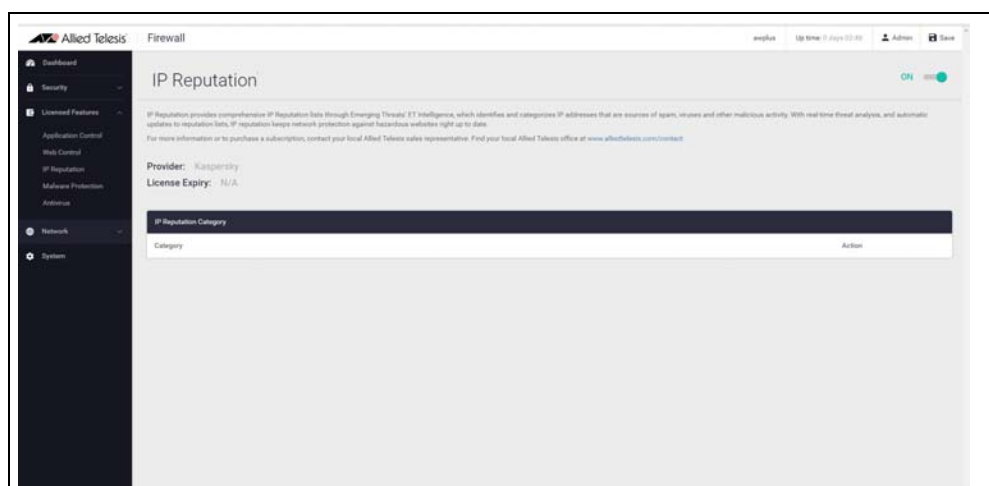 Allied Telesis
Firewall
awplus
Up time: 0 days 03:49
Admin
Save
Dashboard
Security
Licensed Features
Application Control
Web Control
IP Reputation
Malware Protection
Antivirus
Network
System
IP Reputation
ON
IP Reputation provides comprehensive IP Reputation lists through Emerging Threats' ET Intelligence, which identifies and categorizes IP addresses that are sources of spam, viruses and other malicious activity. With real-time threat analysis, and automatic
updates to reputation lists, IP reputation keeps network protection against hazardous websites right up to date.
For more information or to purchase a subscription, contact your local Allied Telesis sales representative. Find your local Allied Telesis office at www.alliedtelesis.com/contact
Provider: Kaspersky
License Expiry: N/A
IP Reputation Category
Category Action